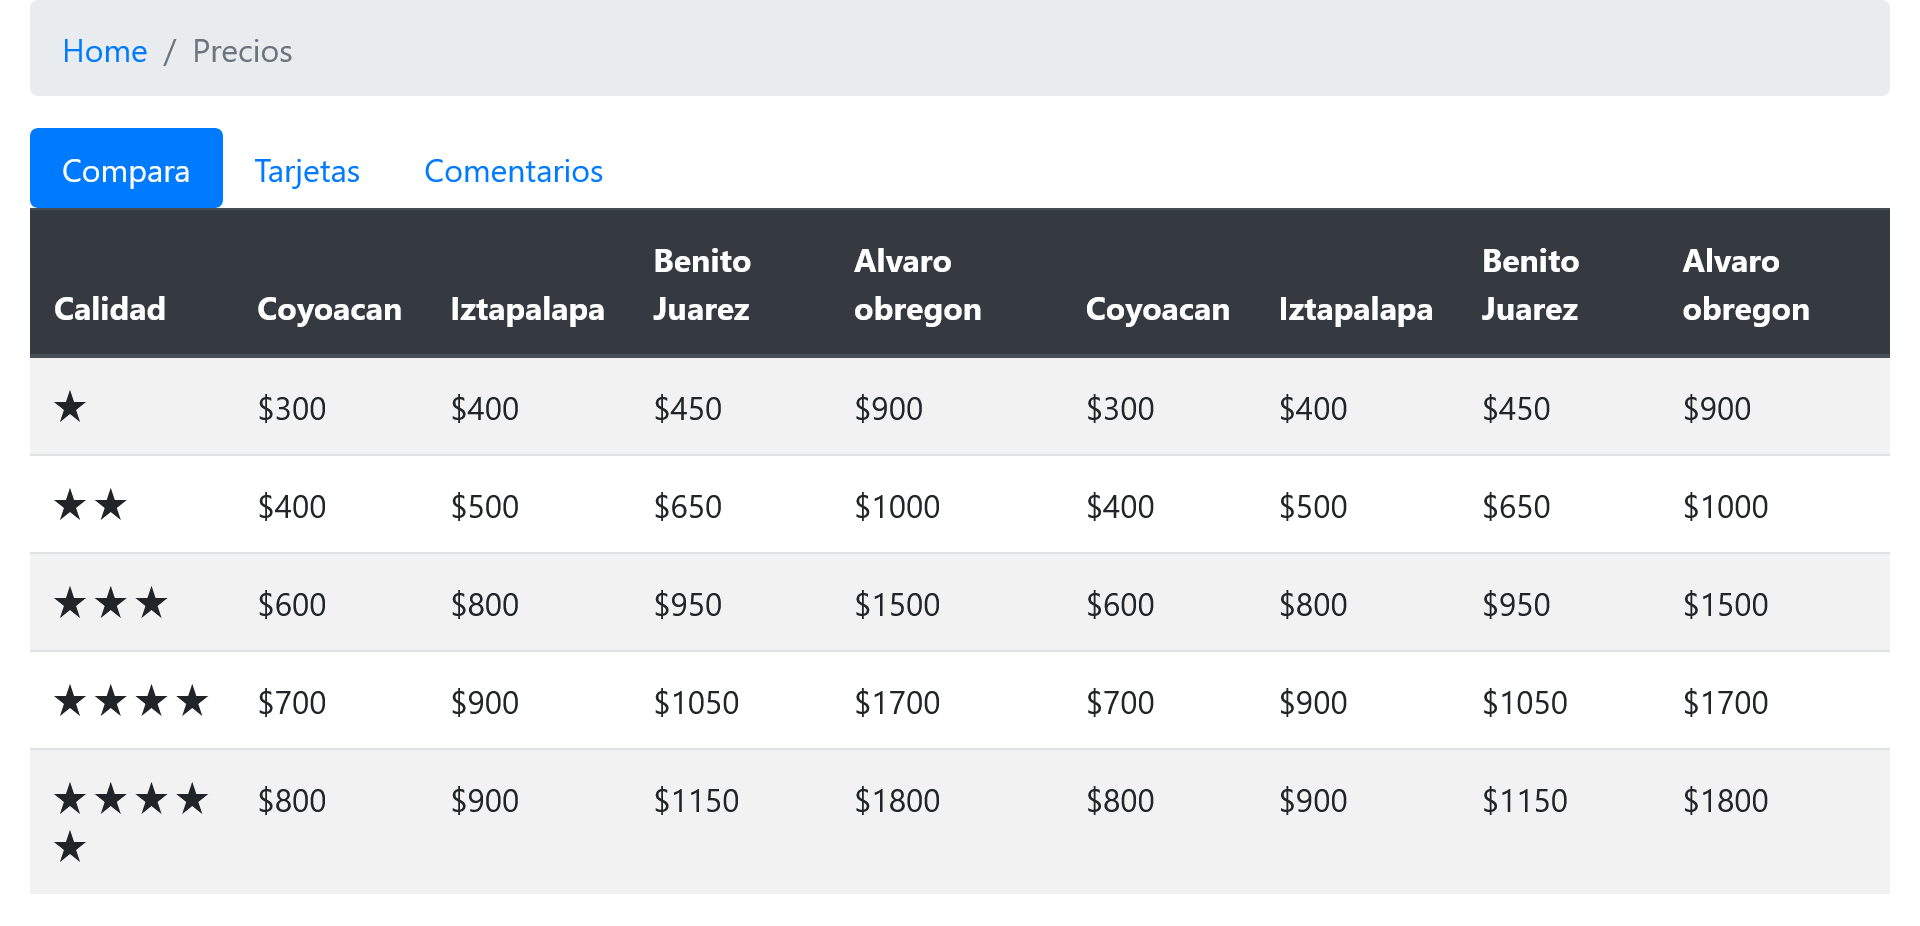 Home / Precios
Compara Tarjetas Comentarios
Calidad Coyoacan Iztapalapa Benito Juarez Alvaro obregon Coyoacan Iztapalapa Benito Juarez Alvaro obregon
★ $300 $400 $450 $900 $300 $400 $450 $900
★★ $400 $500 $650 $1000 $400 $500 $650 $1000
★★★ $600 $800 $950 $1500 $600 $800 $950 $1500
★★★★ $700 $900 $1050 $1700 $700 $900 $1050 $1700
★★★★★ $800 $900 $1150 $1800 $800 $900 $1150 $1800